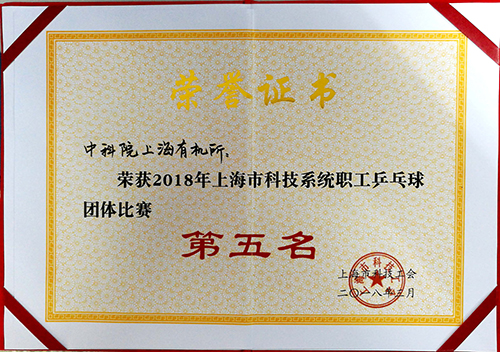 荣誉证书
中科院上海有机所:
荣获2018年上海市科技系统职工乒乓球
团体比赛
第五名
上海市科技工会
二〇一八年三月